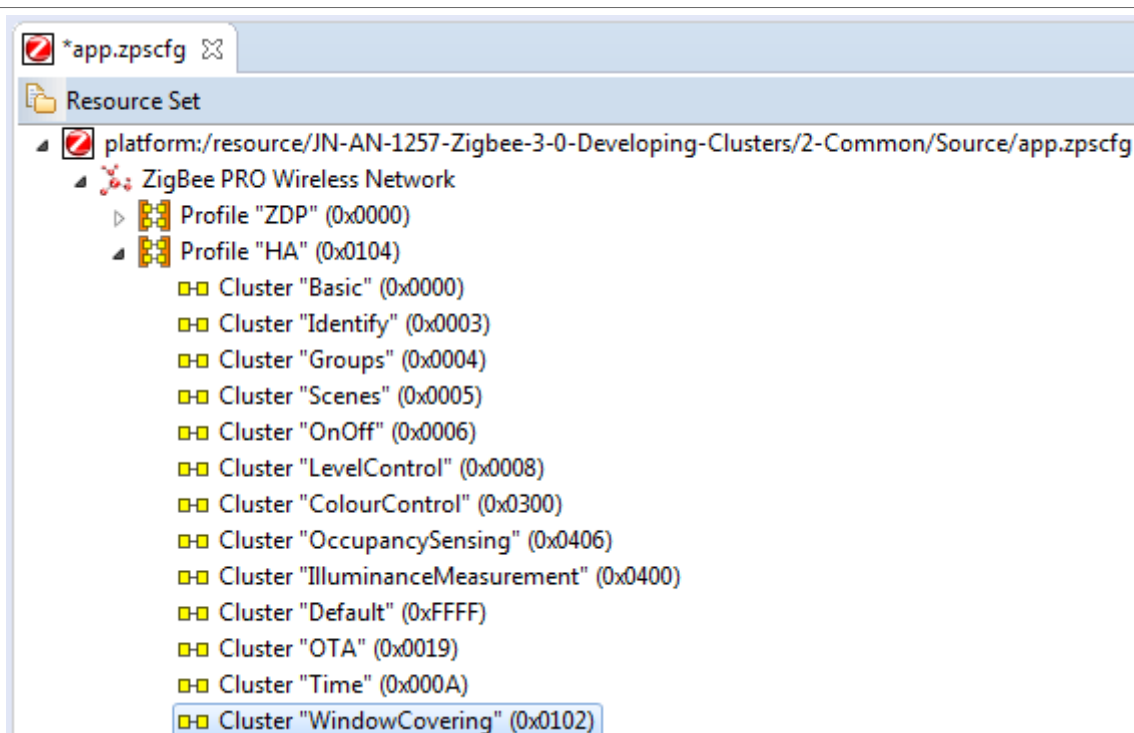 *app.zpscfg
Resource Set
platform:/resource/JN-AN-1257-Zigbee-3-0-Developing-Clusters/2-Common/Source/app.zpscfg
ZigBee PRO Wireless Network
Profile "ZDP" (0x0000)
Profile "HA" (0x0104)
Cluster "Basic" (0x0000)
Cluster "Identify" (0x0003)
Cluster "Groups" (0x0004)
Cluster "Scenes" (0x0005)
Cluster "OnOff" (0x0006)
Cluster "LevelControl" (0x0008)
Cluster "ColourControl" (0x0300)
Cluster "OccupancySensing" (0x0406)
Cluster "IlluminanceMeasurement" (0x0400)
Cluster "Default" (0xFFFF)
Cluster "OTA" (0x0019)
Cluster "Time" (0x000A)
Cluster "WindowCovering" (0x0102)